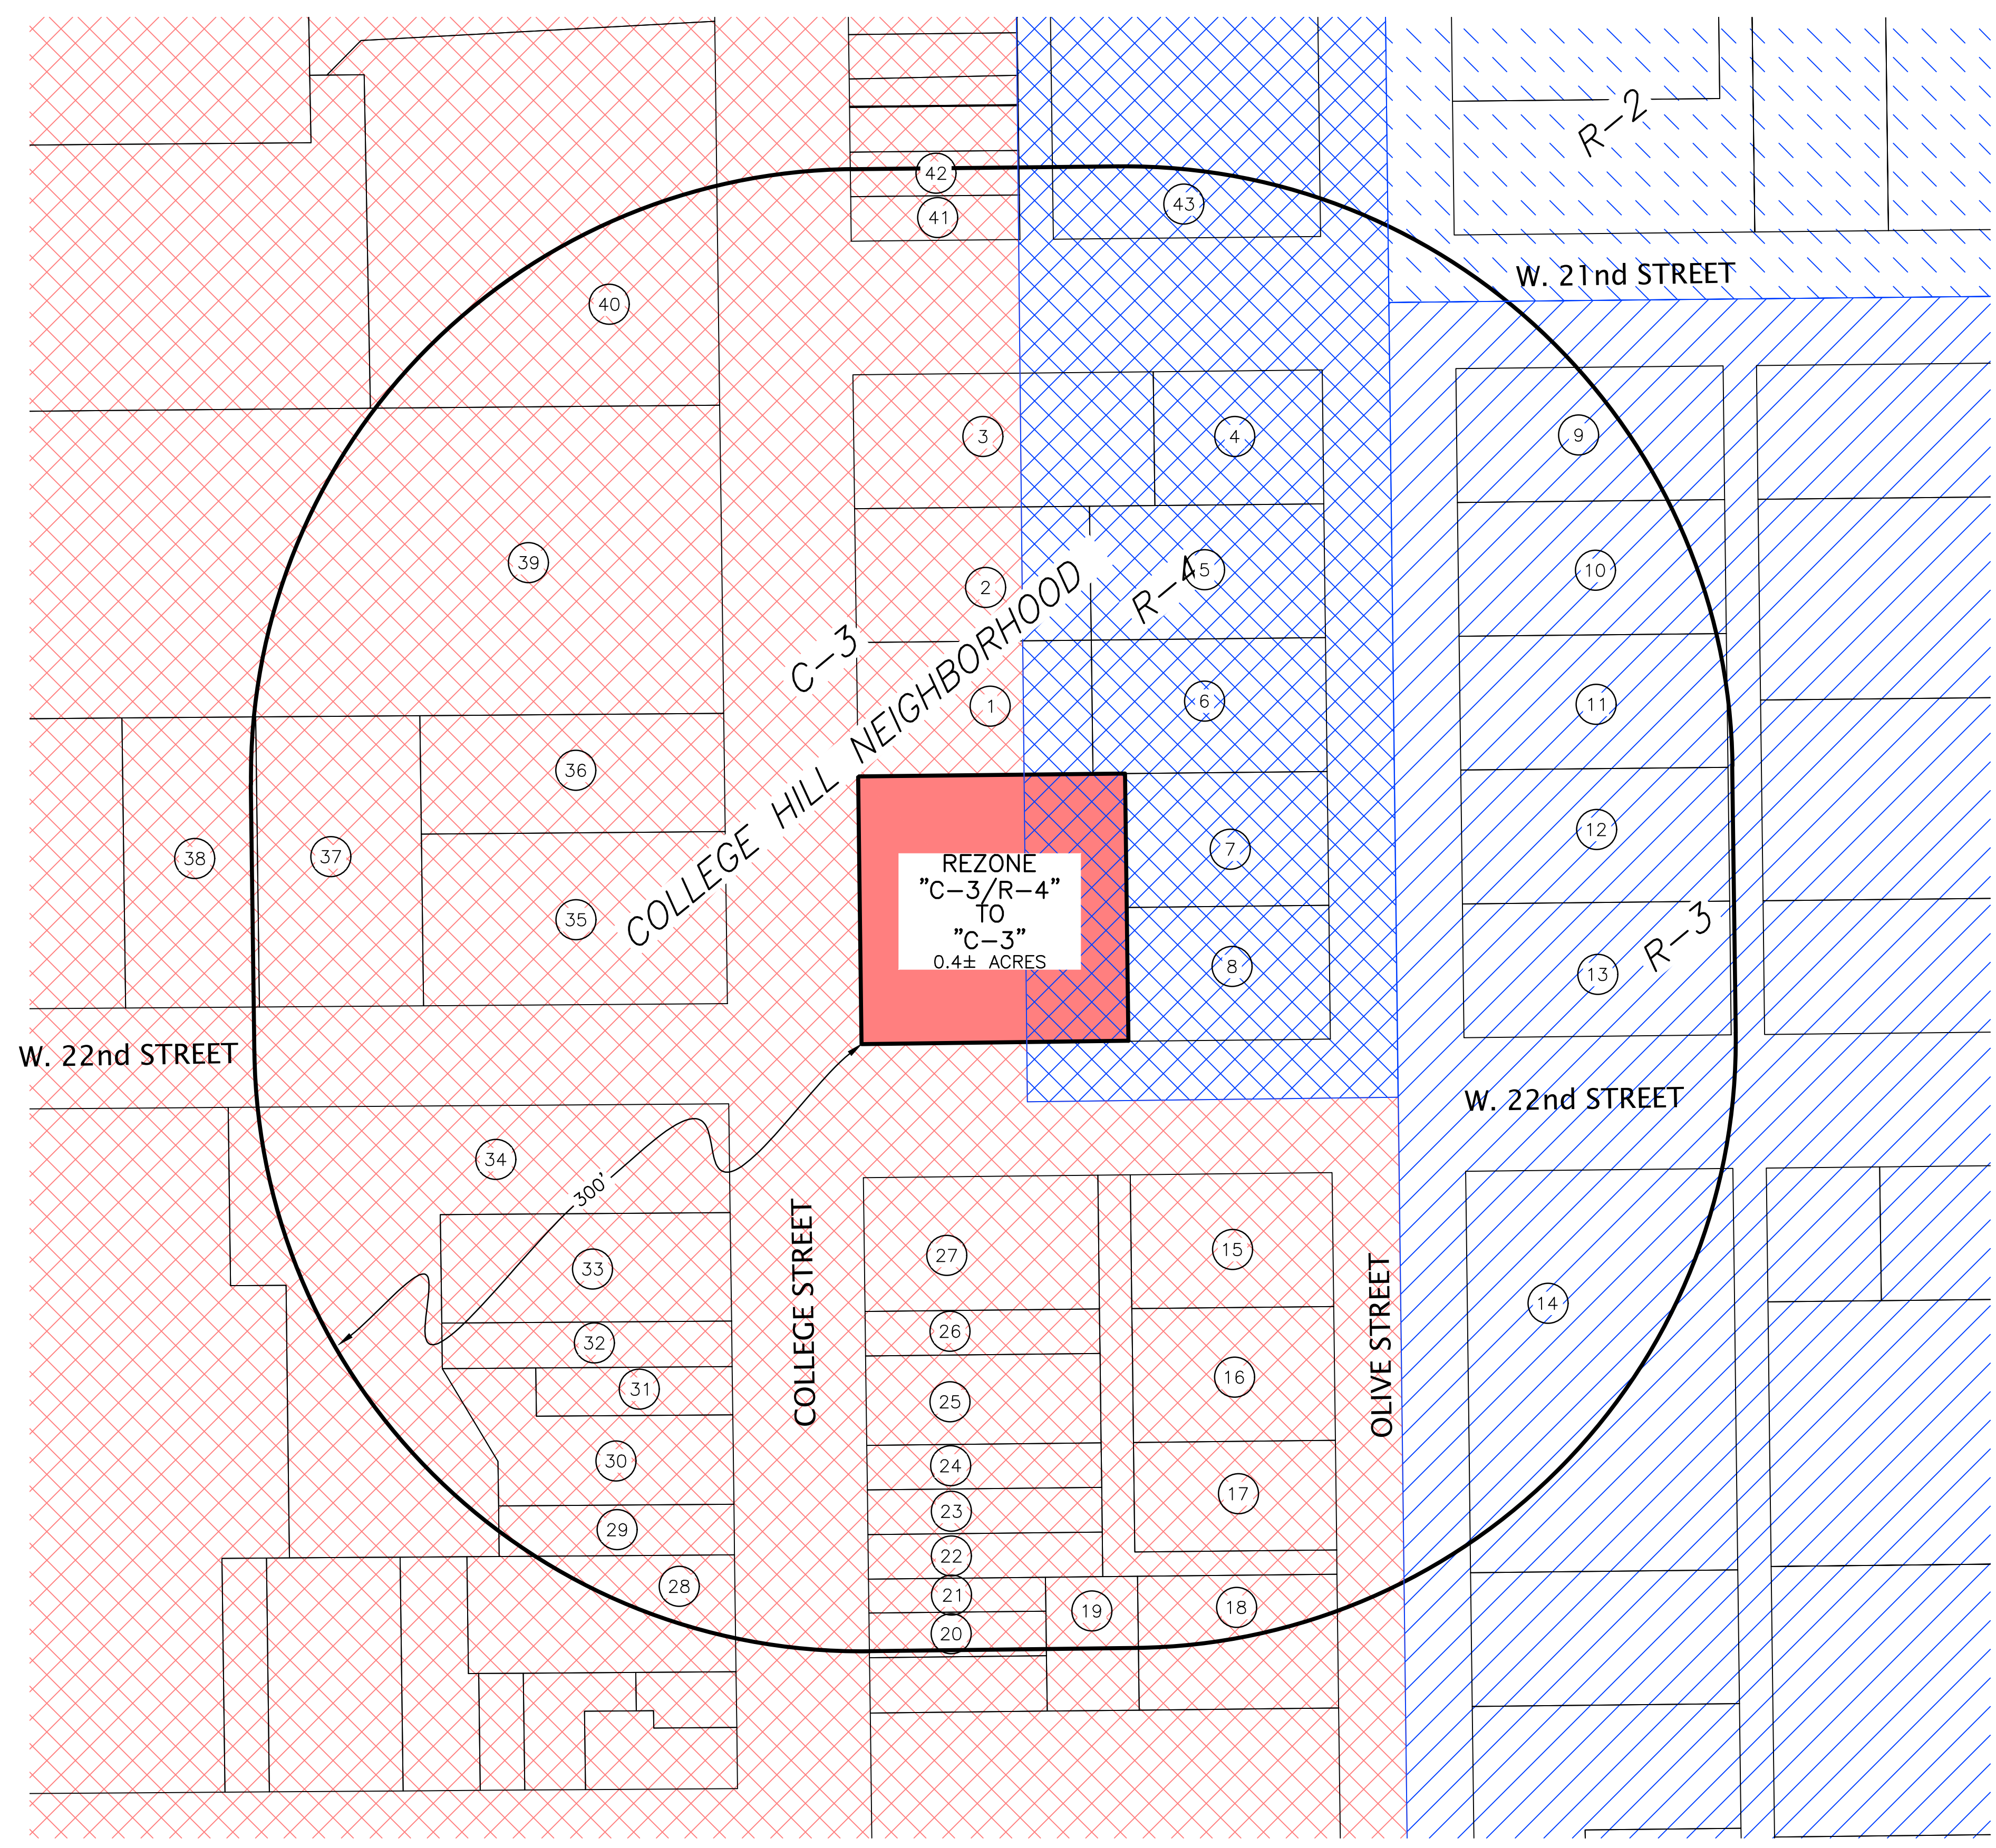 42
41
43
R-2
W. 21nd STREET
40
3
4
9
39
2
5
10
R-4
C-3
COLLEGE HILL NEIGHBORHOOD
1
6
11
36
38
37
35
REZONE
"C-3/R-4"
TO
"C-3"
0.4± ACRES
7
8
12
13
R-3
W. 22nd STREET
W. 22nd STREET
34
300'
33
32
31
30
29
28
COLLEGE STREET
27
26
25
24
23
22
21
20
19
18
15
16
17
OLIVE STREET
14